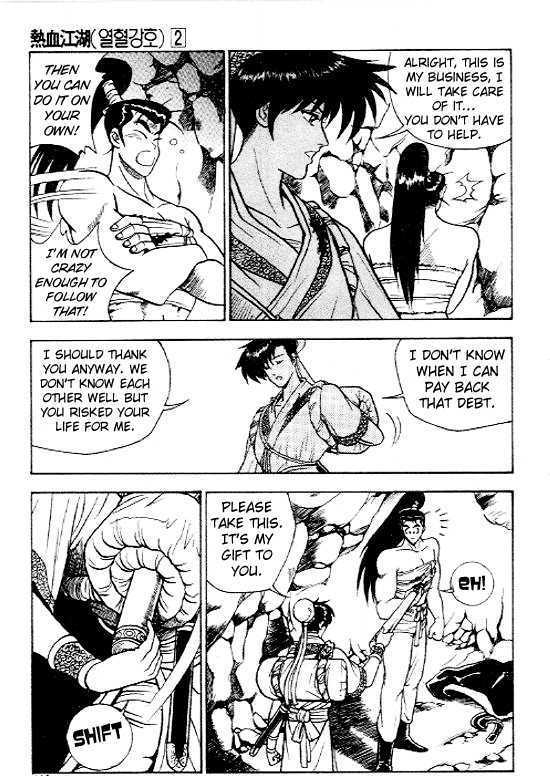 熱血江湖(열혈강호) 2
THEN
YOU CAN
DO IT ON
YOUR
OWN!
I'M NOT
CRAZY
ENOUGH TO
FOLLOW
THAT!
ALRIGHT, THIS IS
MY BUSINESS, I
WILL TAKE CARE
OF IT...
YOU DON'T HAVE
TO HELP.
I SHOULD THANK
YOU ANYWAY. WE
DON'T KNOW EACH
OTHER WELL BUT
YOU RISKED YOUR
LIFE FOR ME.
I DON'T KNOW
WHEN I CAN
PAY BACK
THAT DEBT.
SHIFT
PLEASE
TAKE THIS.
IT'S MY
GIFT TO
YOU.
EH!